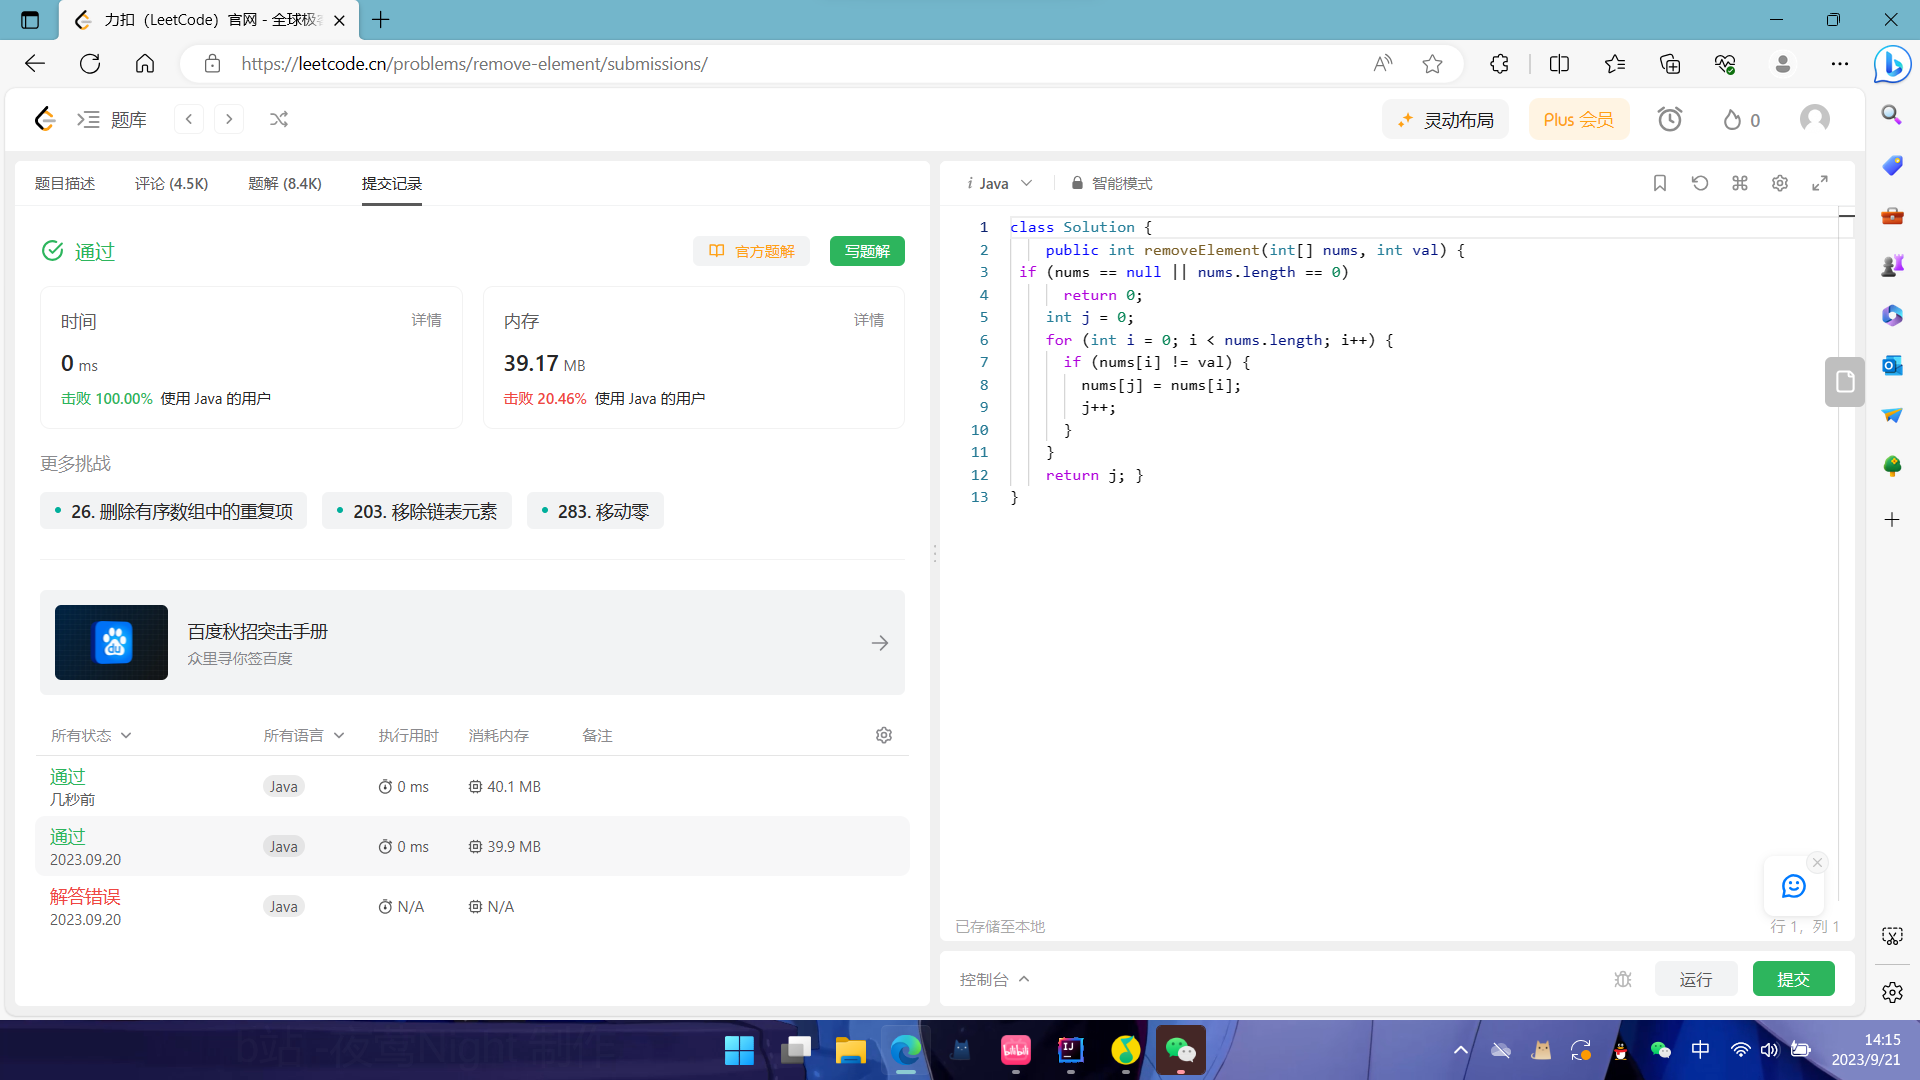 力扣（LeetCode）官网 - 全球极客
https://leetcode.cn/problems/remove-element/submissions/
题库
灵动布局
Plus 会员
0
题目描述
评论 (4.5K)
题解 (8.4K)
提交记录
通过
官方题解
写题解
时间
详情
0 ms
击败 100.00% 使用 Java 的用户
内存
详情
39.17 MB
击败 20.46% 使用 Java 的用户
更多挑战
26. 删除有序数组中的重复项
203. 移除链表元素
283. 移动零
du
百度秋招突击手册
众里寻你签百度
所有状态
所有语言
执行用时
消耗内存
备注
通过
几秒前
Java
0 ms
40.1 MB
通过
2023.09.20
Java
0 ms
39.9 MB
解答错误
2023.09.20
Java
N/A
N/A
i Java
智能模式
1 class Solution {
2 public int removeElement(int[] nums, int val) {
3 if (nums == null || nums.length == 0)
4 return 0;
5 int j = 0;
6 for (int i = 0; i < nums.length; i++) {
7 if (nums[i] != val) {
8 nums[j] = nums[i];
9 j++;
10 }
11 }
12 return j; }
13 }
已存储至本地
行 1，列 1
控制台
运行
提交
bilibili
IJ
中
14:15
2023/9/21